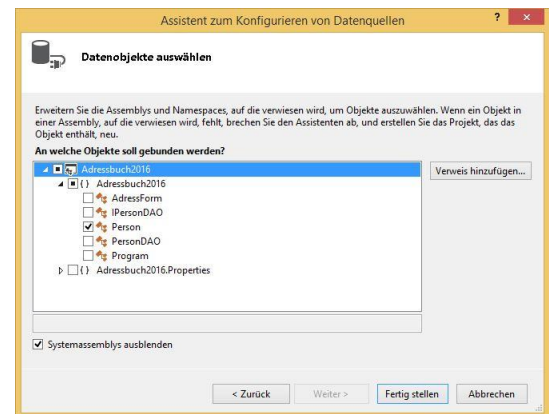 Assistent zum Konfigurieren von Datenquellen
Datenobjekte auswählen
Erweitern Sie die Assemblys und Namespaces, auf die verwiesen wird, um Objekte auszuwählen. Wenn ein Objekt in
einer Assembly, auf die verwiesen wird, fehlt, brechen Sie den Assistenten ab, und erstellen Sie das Projekt, das das
Objekt enthält, neu.
An welche Objekte soll gebunden werden?
Adressbuch2016
Verweis hinzufügen...
{ } Adressbuch2016
AdressForm
IPersonDAO
Person
PersonDAO
Program
{ } Adressbuch2016.Properties
Systemassemblys ausblenden
< Zurück
Weiter >
Fertig stellen
Abbrechen